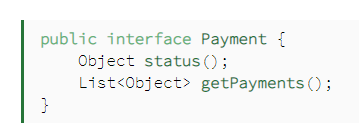 public interface Payment {
    Object status();
    List<Object> getPayments();
}